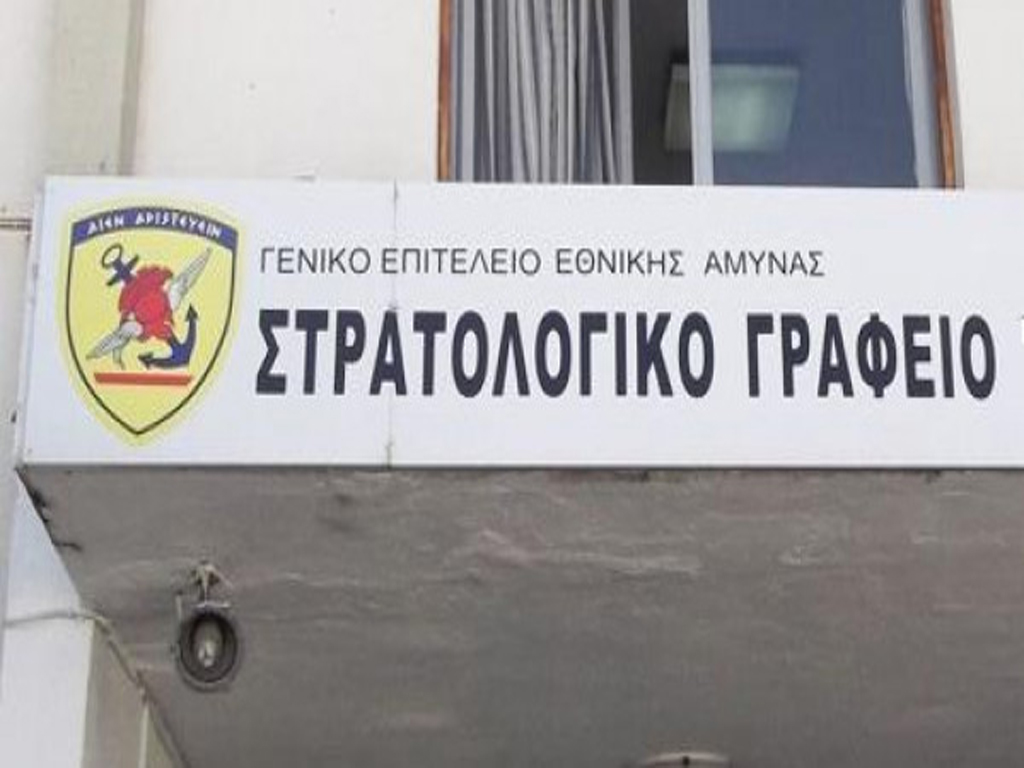 ΑΙΕΝ ΑΡΙΣΤΕΥΕΙΝ
ΓΕΝΙΚΟ ΕΠΙΤΕΛΕΙΟ ΕΘΝΙΚΗΣ ΑΜΥΝΑΣ
ΣΤΡΑΤΟΛΟΓΙΚΟ ΓΡΑΦΕΙΟ